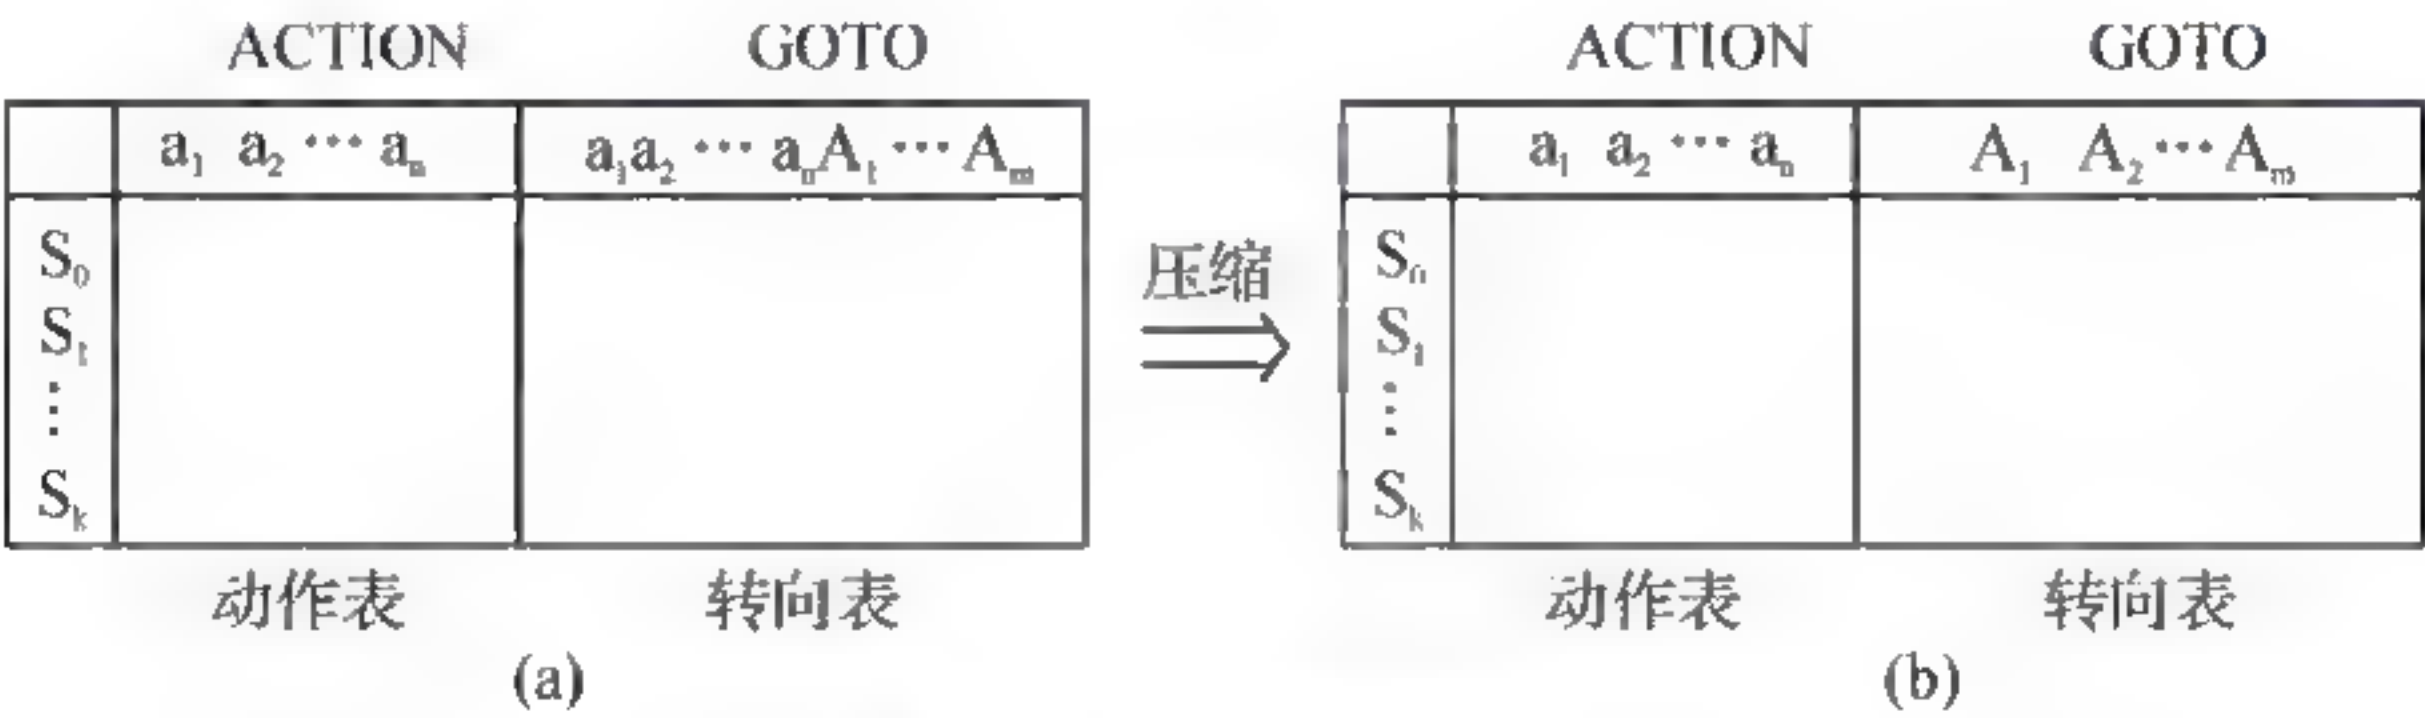 ACTION GOTO ACTION GOTO
a₁ a₂ ⋯ aₙ a₁a₂ ⋯ aₙA₁ ⋯ Aₘ a₁ a₂ ⋯ aₙ A₁ A₂ ⋯ Aₘ
S₀ 压缩 S₀
S₁ S₁
⋮ ⋮
Sₖ Sₖ
动作表 转向表 动作表 转向表
(a) (b)